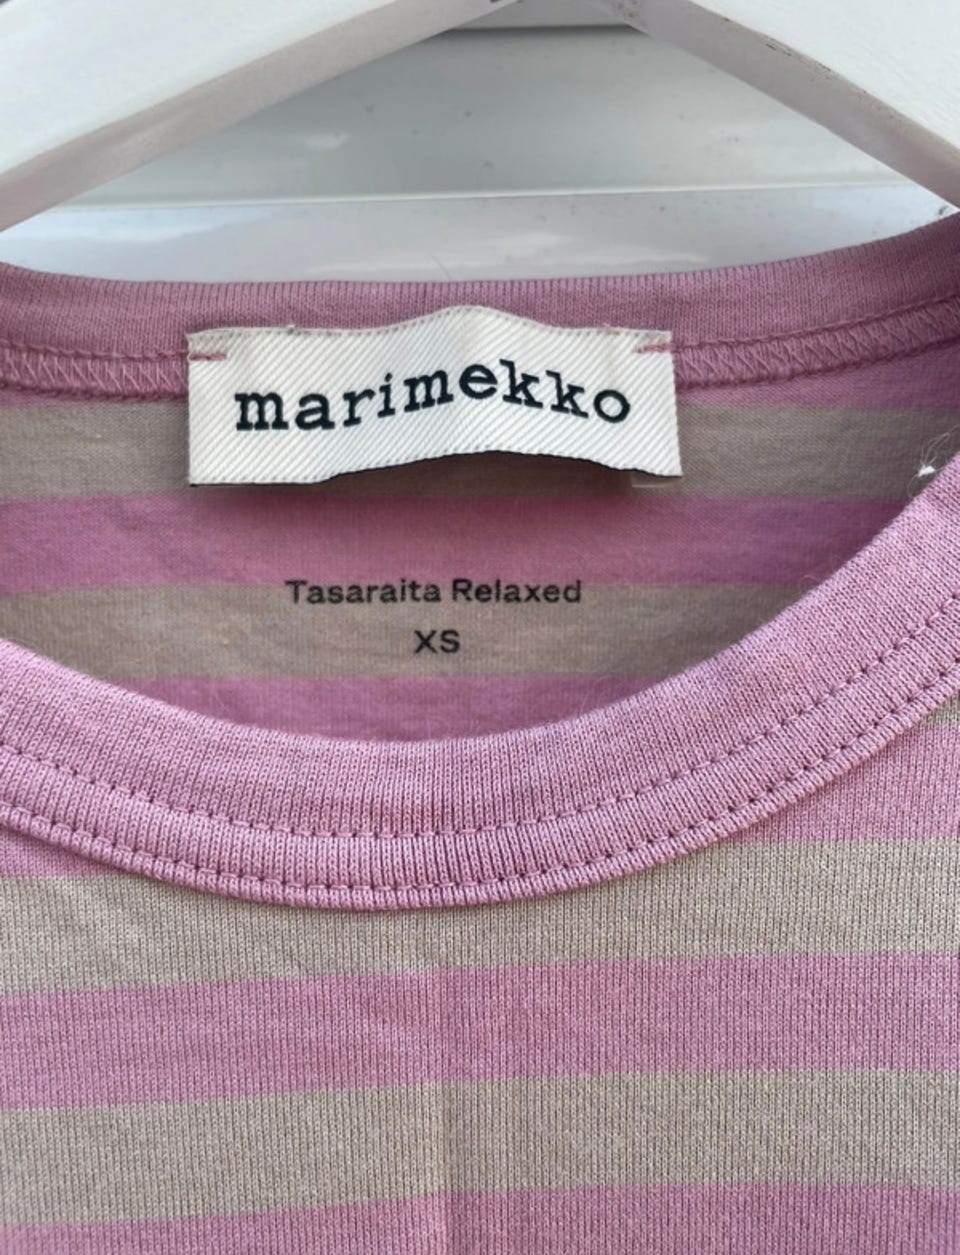 marimekko
Tasaraita Relaxed
XS